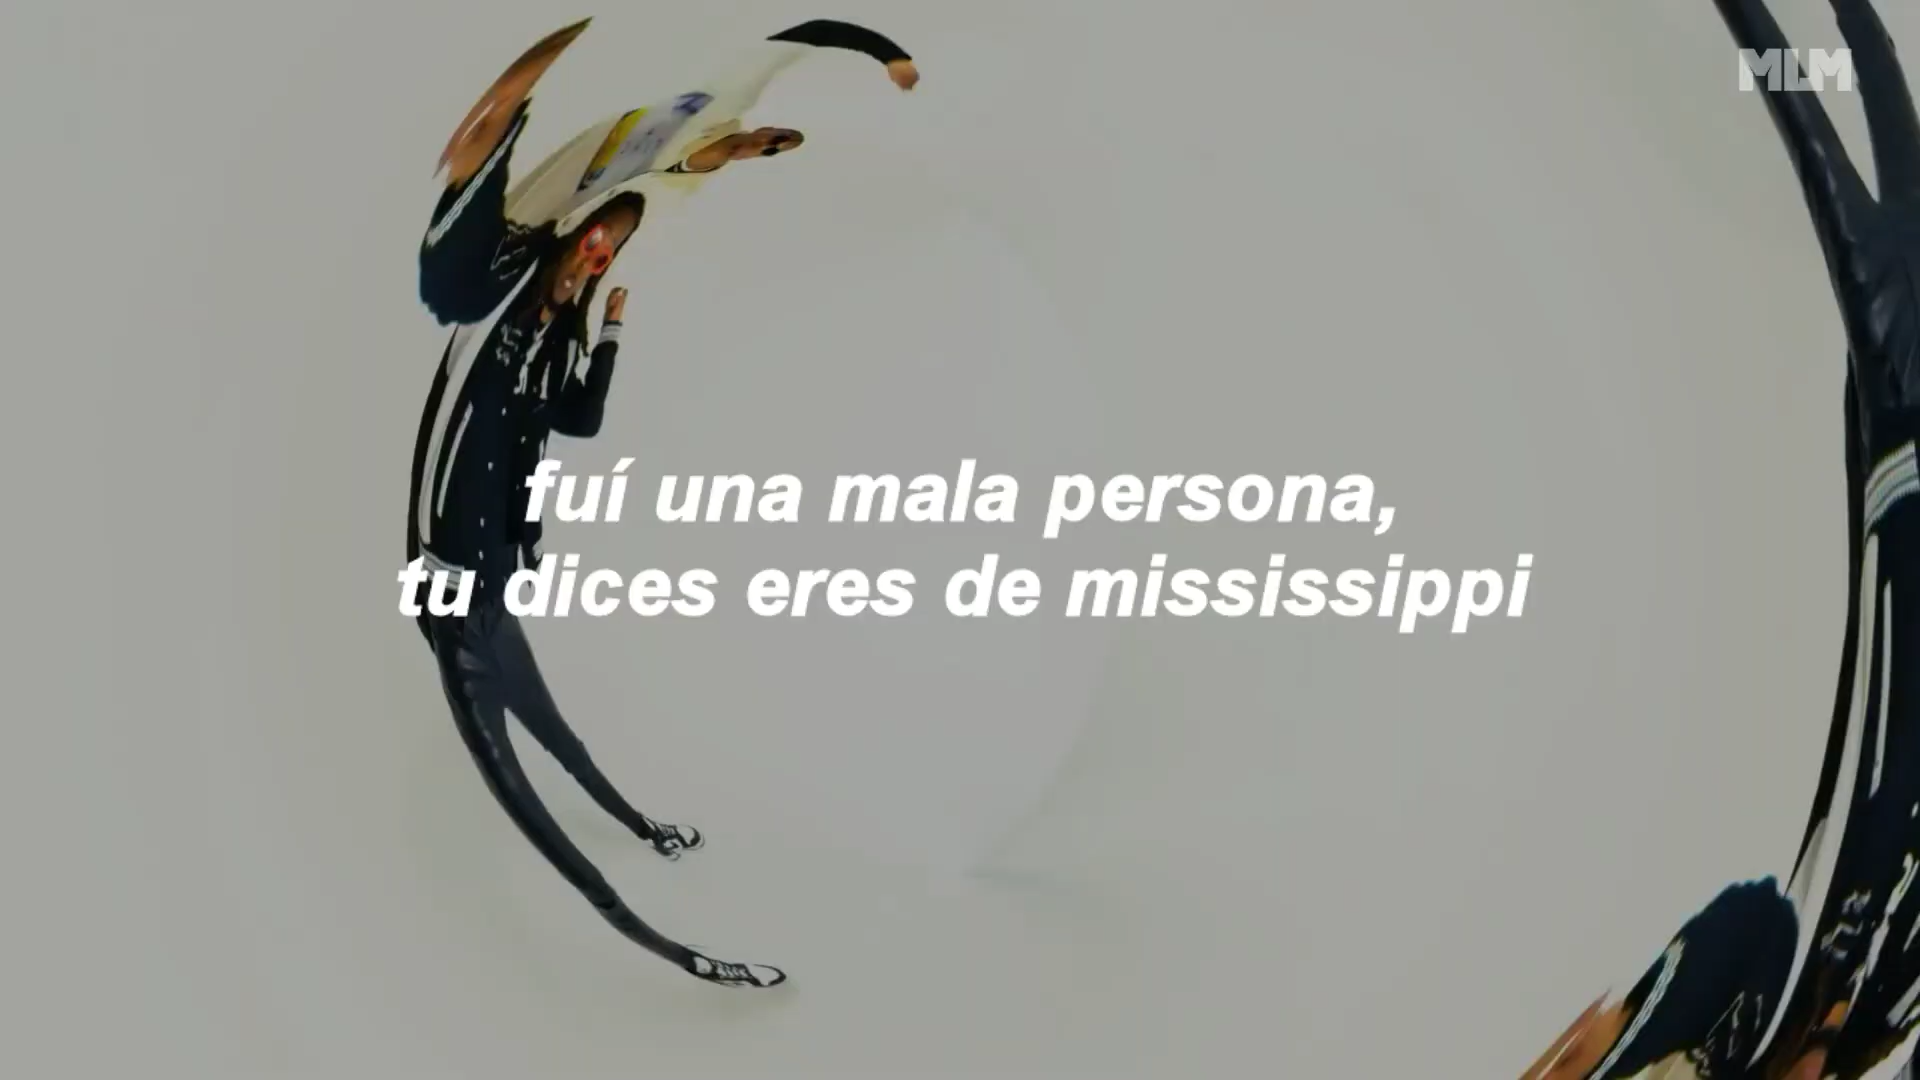 MLM
fuí una mala persona,
tu dices eres de mississippi